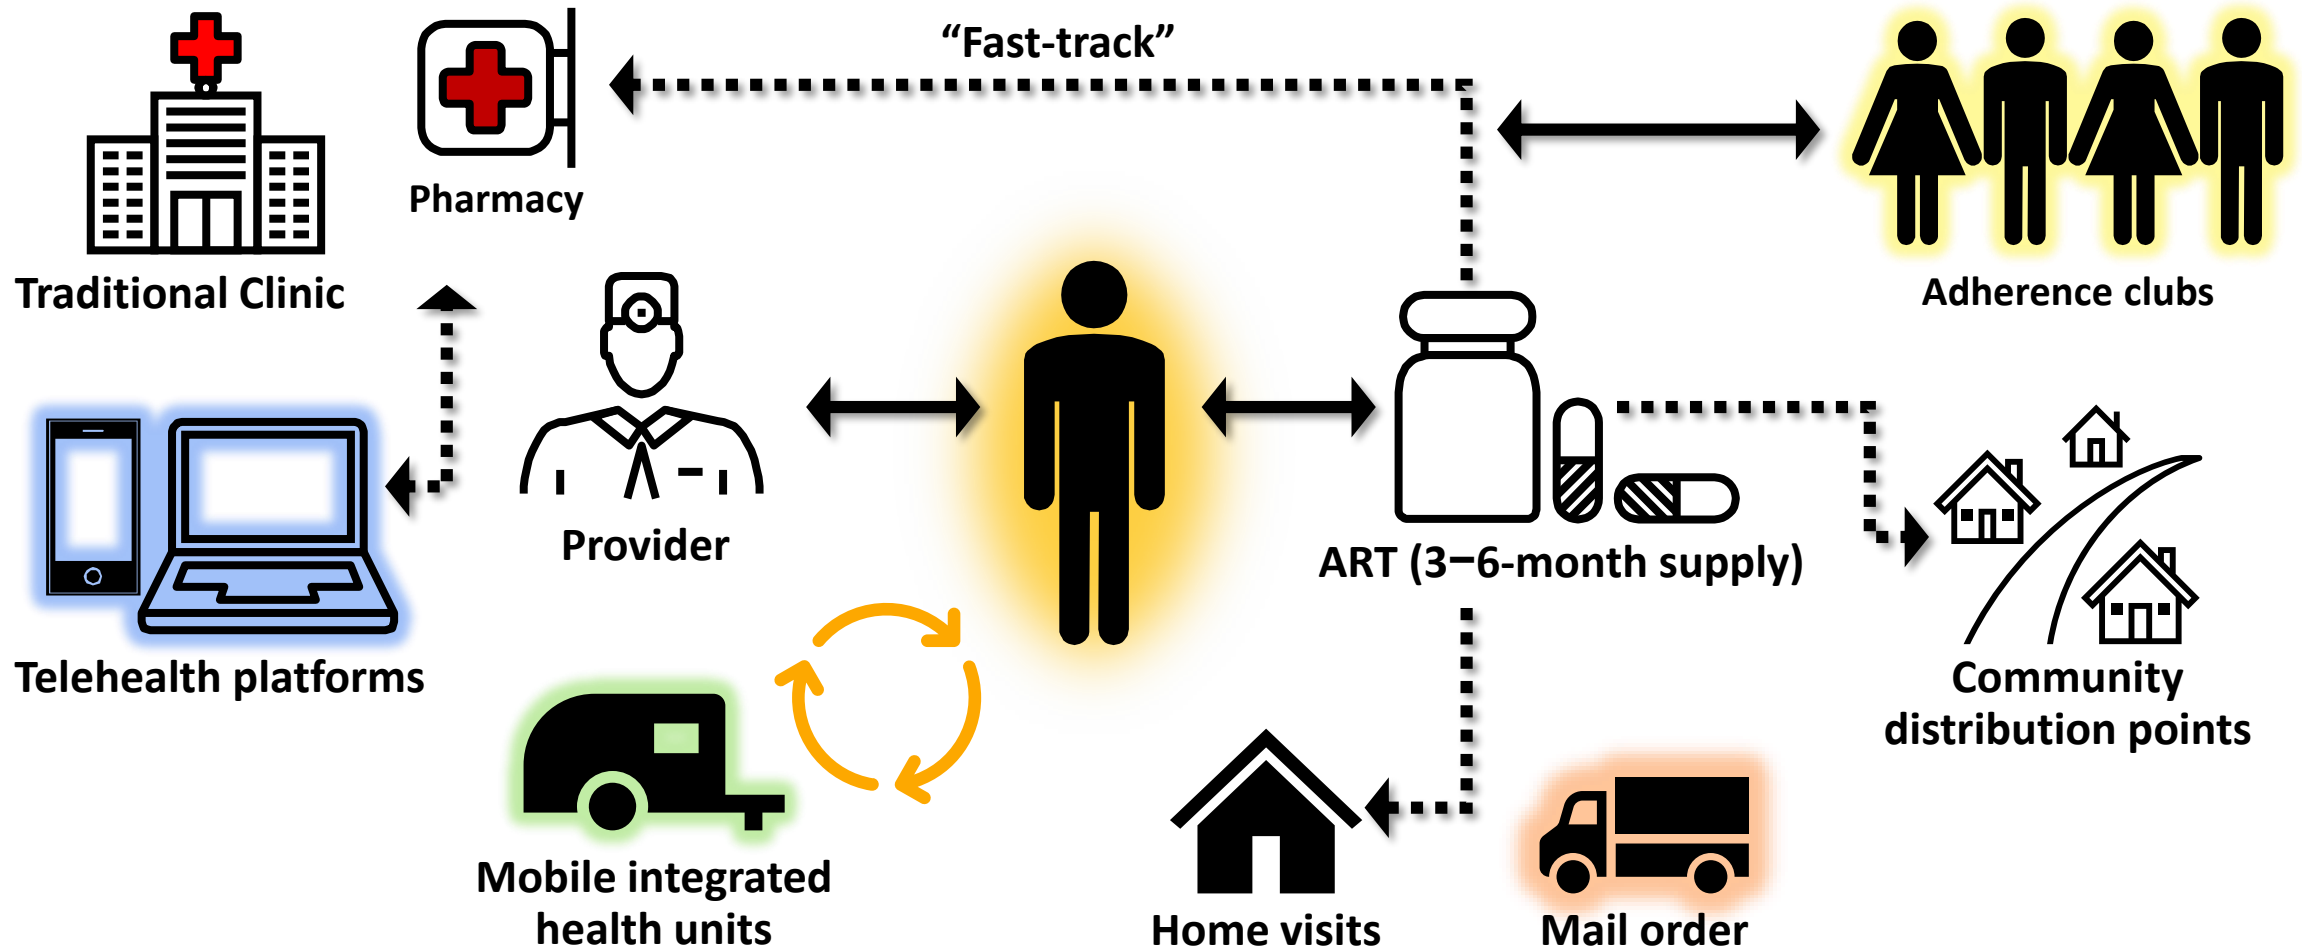 “Fast-track”
Pharmacy
Traditional Clinic
Adherence clubs
Provider
ART (3–6-month supply)
Telehealth platforms
Community
distribution points
Mobile integrated
health units
Home visits
Mail order